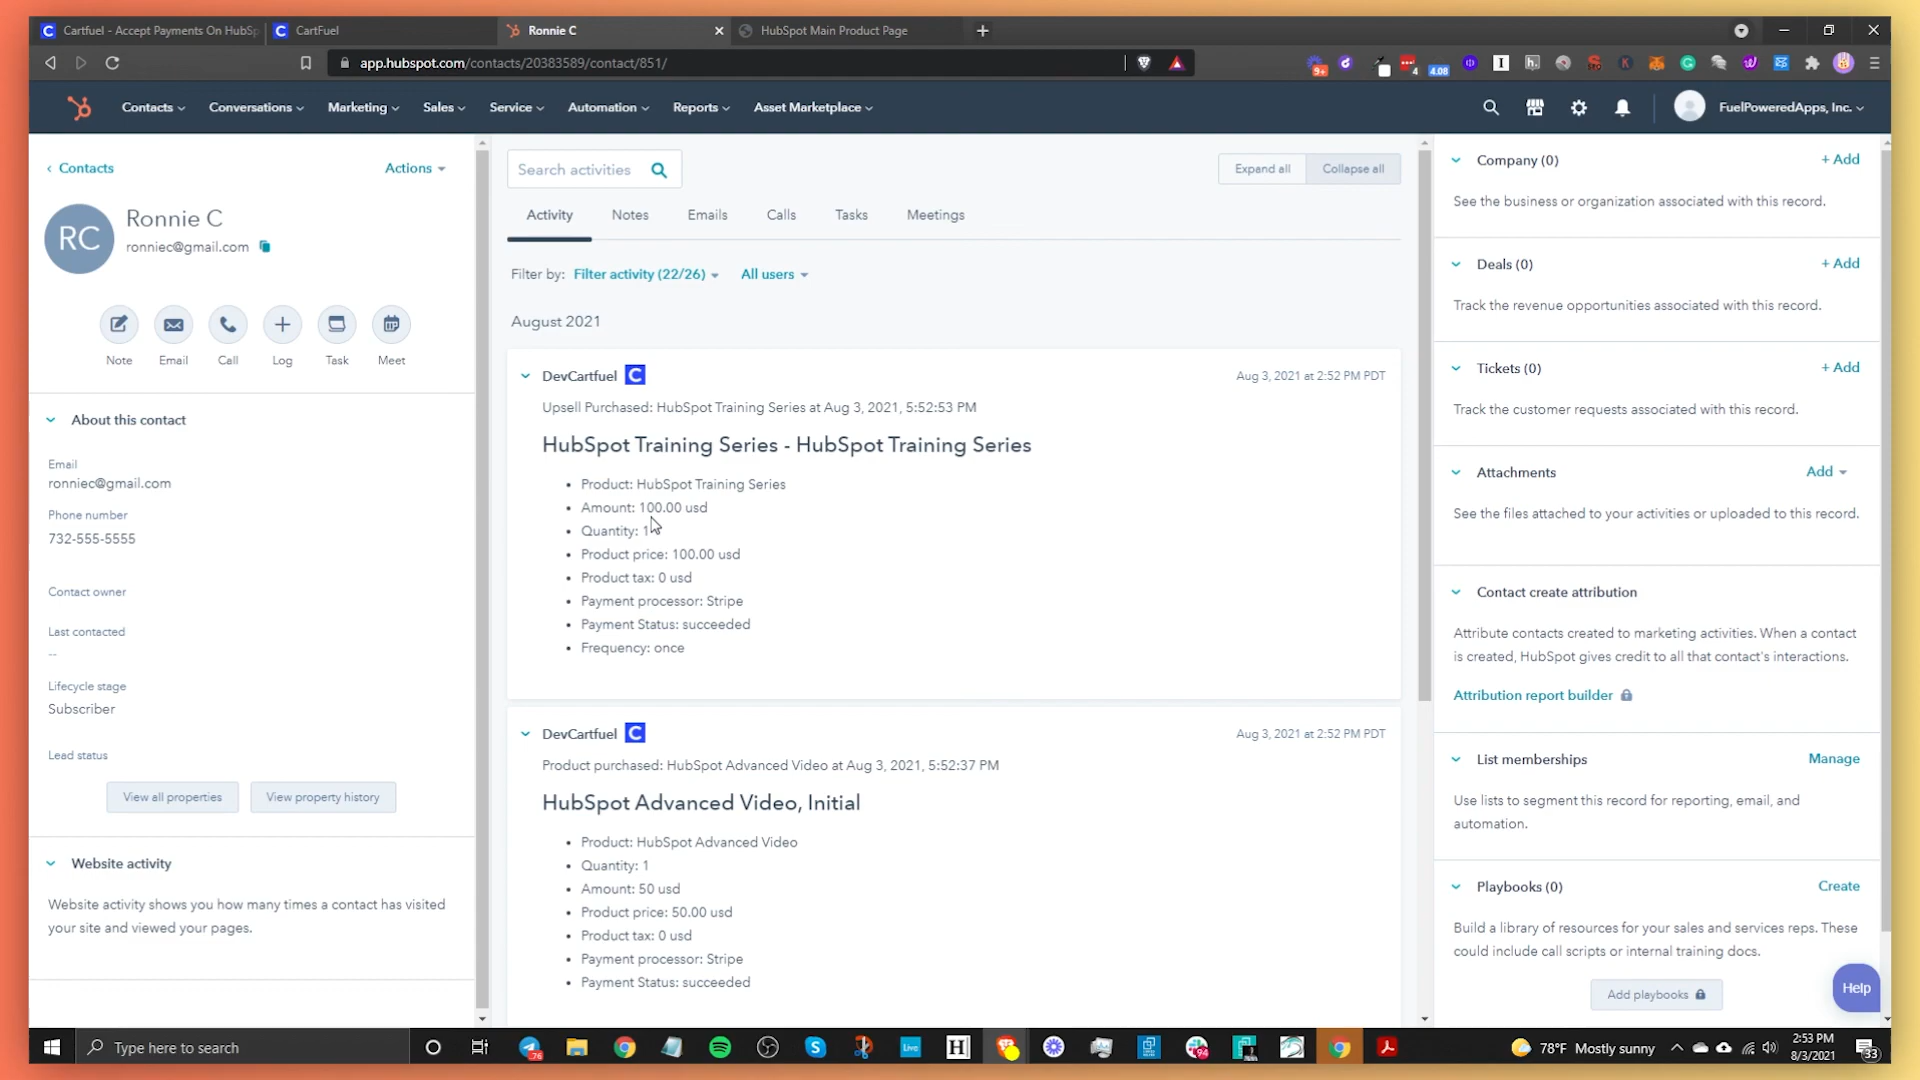 Cartfuel - Accept Payments On HubSp
CartFuel
Ronnie C
HubSpot Main Product Page
app.hubspot.com/contacts/20383589/contact/851/
9+
4
4.08
Contacts
Conversations
Marketing
Sales
Service
Automation
Reports
Asset Marketplace
FuelPoweredApps, Inc.
Contacts
Actions
RC
Ronnie C
ronniec@gmail.com
Note
Email
Call
Log
Task
Meet
About this contact
Email
ronniec@gmail.com
Phone number
732-555-5555
Contact owner
Last contacted
--
Lifecycle stage
Subscriber
Lead status
View all properties
View property history
Website activity
Website activity shows you how many times a contact has visited
your site and viewed your pages.
Search activities
Expand all
Collapse all
Activity
Notes
Emails
Calls
Tasks
Meetings
Filter by:
Filter activity (22/26)
All users
August 2021
DevCartfuel
C
Aug 3, 2021 at 2:52 PM PDT
Upsell Purchased: HubSpot Training Series at Aug 3, 2021, 5:52:53 PM
HubSpot Training Series - HubSpot Training Series
• Product: HubSpot Training Series
• Amount: 100.00 usd
• Quantity: 1
• Product price: 100.00 usd
• Product tax: 0 usd
• Payment processor: Stripe
• Payment Status: succeeded
• Frequency: once
DevCartfuel
C
Aug 3, 2021 at 2:52 PM PDT
Product purchased: HubSpot Advanced Video at Aug 3, 2021, 5:52:37 PM
HubSpot Advanced Video, Initial
• Product: HubSpot Advanced Video
• Quantity: 1
• Amount: 50 usd
• Product price: 50.00 usd
• Product tax: 0 usd
• Payment processor: Stripe
• Payment Status: succeeded
Company (0)
+ Add
See the business or organization associated with this record.
Deals (0)
+ Add
Track the revenue opportunities associated with this record.
Tickets (0)
+ Add
Track the customer requests associated with this record.
Attachments
Add
See the files attached to your activities or uploaded to this record.
Contact create attribution
Attribute contacts created to marketing activities. When a contact
is created, HubSpot gives credit to all that contact's interactions.
Attribution report builder
List memberships
Manage
Use lists to segment this record for reporting, email, and
automation.
Playbooks (0)
Create
Build a library of resources for your sales and services reps. These
could include call scripts or internal training docs.
Add playbooks
Help
Type here to search
76
Live
H
94
78°F Mostly sunny
2:53 PM
8/3/2021
33